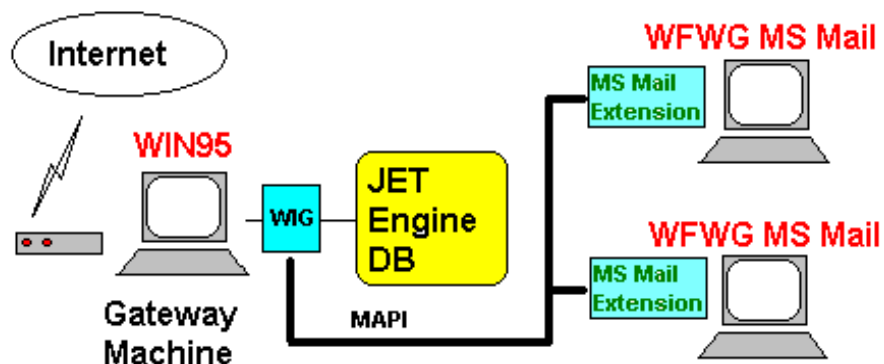 Internet
WFWG MS Mail
MS Mail
Extension
WIN95
WIG
JET
Engine
DB
WFWG MS Mail
MS Mail
Extension
MAPI
Gateway
Machine